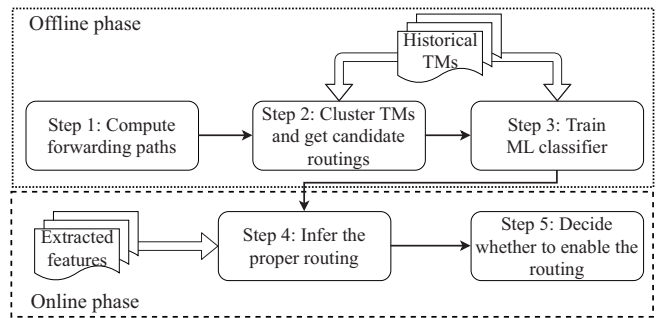 Offline phase
Historical
TMs
Step 1: Compute
forwarding paths
Step 2: Cluster TMs
and get candidate
routings
Step 3: Train
ML classifier
Extracted
features
Step 4: Infer the
proper routing
Step 5: Decide
whether to enable the
routing
Online phase